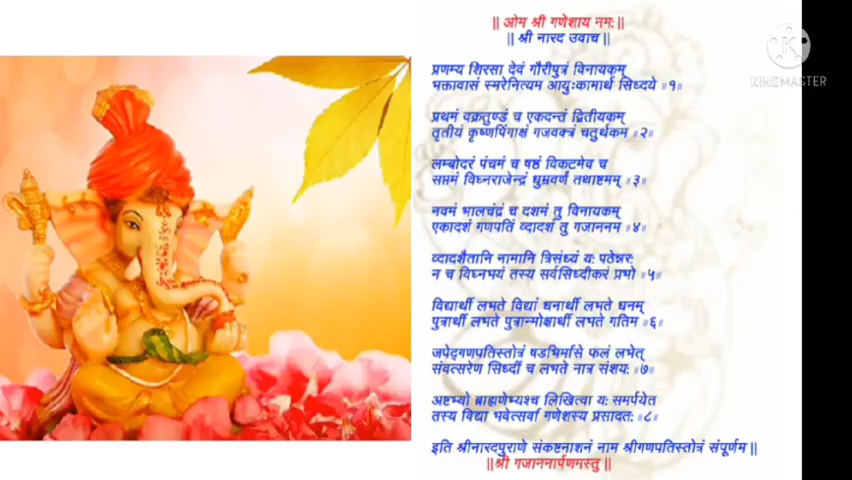 || ओम श्री गणेशाय नमः ||
|| श्री नारद उवाच ||
प्रणम्य शिरसा देवं गौरीपुत्रं विनायकम्
भक्तावासं स्मरेनित्यम आयुःकामार्थ सिध्दये ॥१॥
प्रथमं वक्रतुण्डं च एकदन्तं द्वितीयकम्
तृतीयं कृष्णपिंगाक्षं गजवक्त्रं चतुर्थकम ॥२॥
लम्बोदरं पंचमं च षष्ठं विकटमेव च
सप्तमं विघ्नराजेन्द्रं धुम्रवर्णं तथाष्टमम् ॥३॥
नवमं भालचंद्रं च दशमं तु विनायकम्
एकादशं गणपतिं व्दादशं तु गजाननम ॥४॥
व्दादशैतानि नामानि त्रिसंध्यं यः पठेन्नरः
न च विघ्नभयं तस्य सर्वसिध्दीकरं प्रभो ॥५॥
विद्यार्थी लभते विद्यां धनार्थी लभते धनम्
पुत्रार्थी लभते पुत्रान्मोक्षार्थी लभते गतिम ॥६॥
जपेद्गणपतिस्तोत्रं षडभिर्मासे फलं लभेत्
संवत्सरेण सिध्दीं च लभते नात्र संशयः ॥७॥
अष्टभ्यो ब्राह्मणेभ्यश्च लिखित्वा यः समर्पयेत
तस्य विद्या भवेत्सर्वा गणेशस्य प्रसादतः ॥८॥
इति श्रीनारदपुराणे संकष्टनाशनं नाम श्रीगणपतिस्तोत्रं संपूर्णम ||
||श्री गजाननार्पणमस्तु ||
KINEMASTER